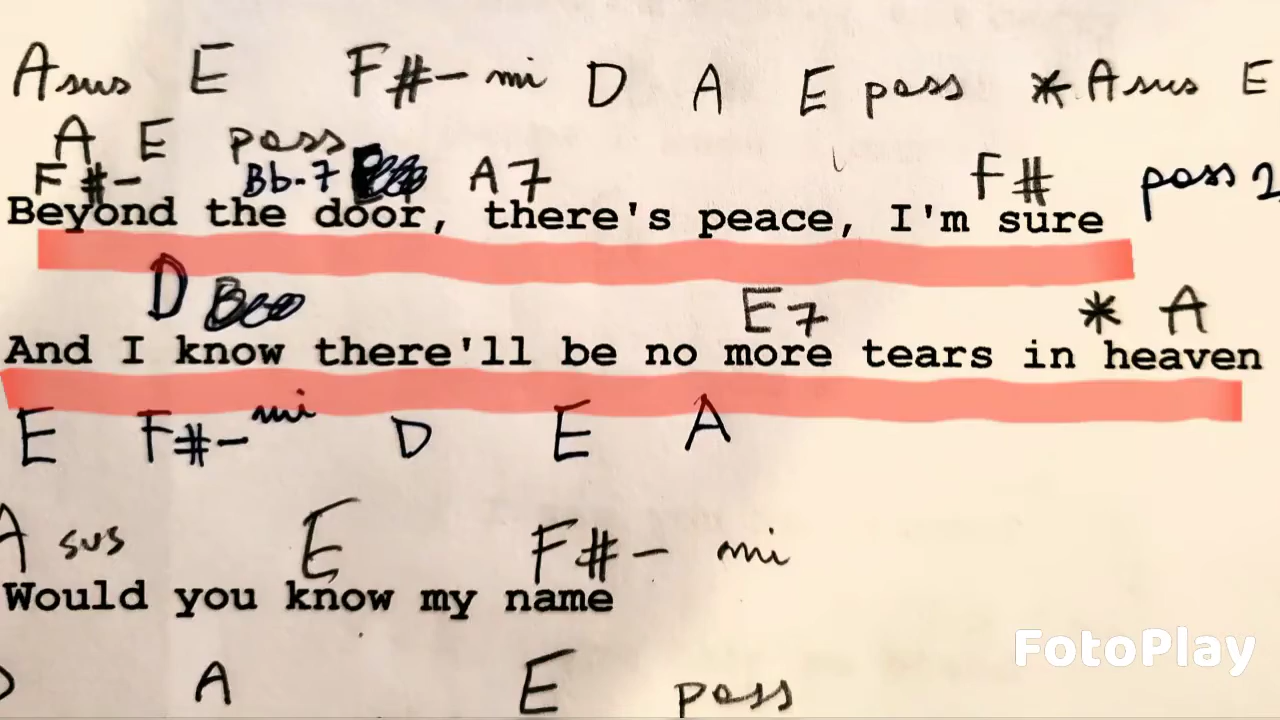 Asus E F#- mi D A E pass * Asus E
A E pass
F#- Bb-7 A7 F# pass 2
Beyond the door, there's peace, I'm sure
D E7 * A
And I know there'll be no more tears in heaven
E F#- mi D E A
A sus E F#- mi
Would you know my name
D A E pass
FotoPlay